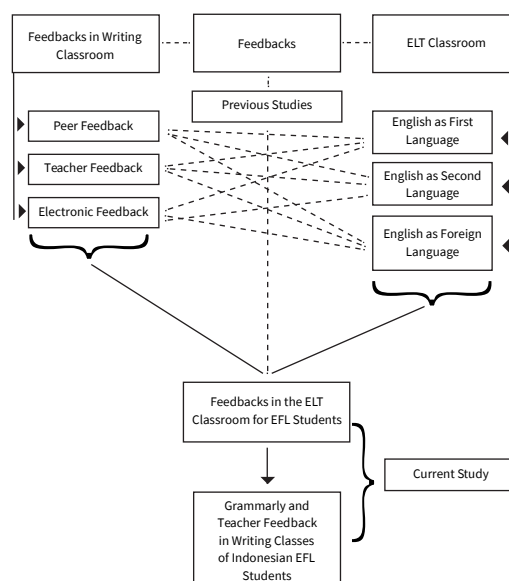 Feedbacks in Writing
Classroom
Feedbacks
ELT Classroom
Previous Studies
Peer Feedback
Teacher Feedback
Electronic Feedback
English as First
Language
English as Second
Language
English as Foreign
Language
Feedbacks in the ELT
Classroom for EFL Students
Current Study
Grammarly and
Teacher Feedback
in Writing Classes
of Indonesian EFL
Students